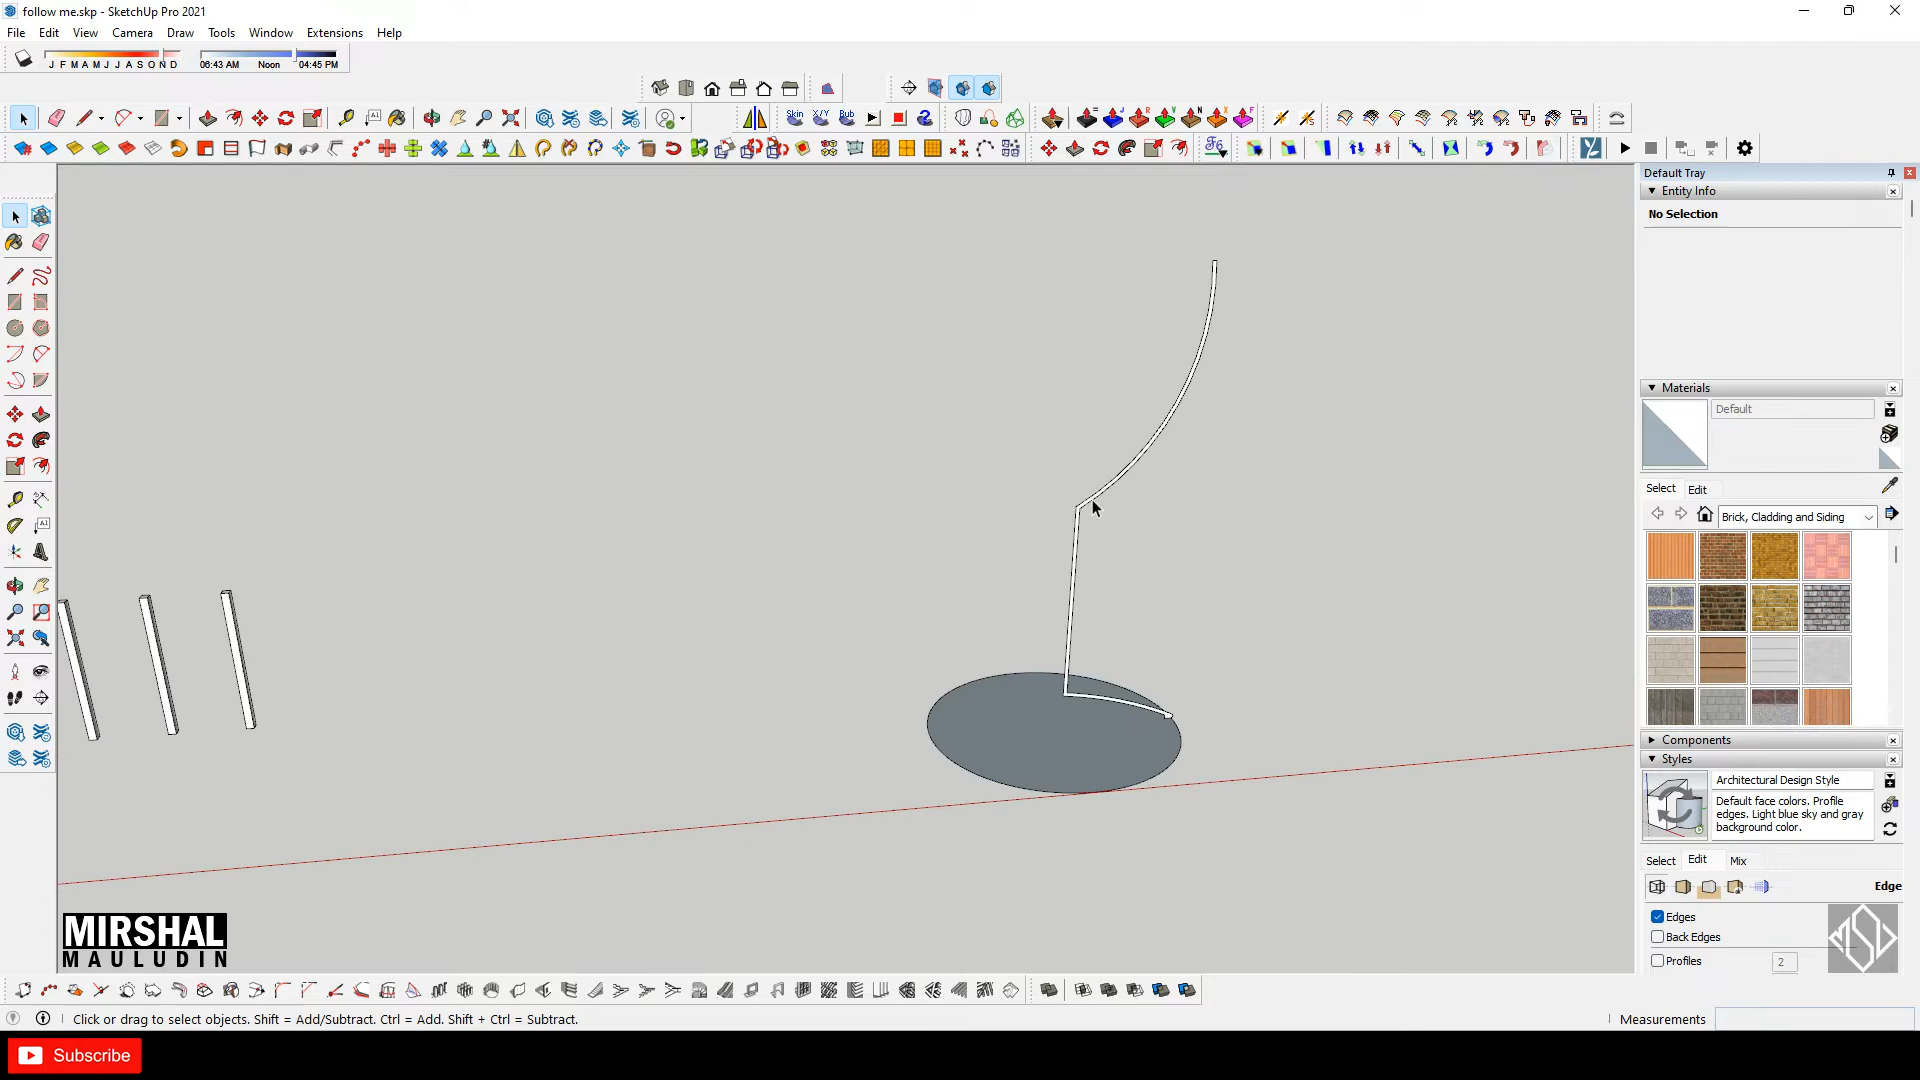 follow me.skp - SketchUp Pro 2021
File Edit View Camera Draw Tools Window Extensions Help
J F M A M J J A S O N D
06:43 AM Noon 04:45 PM
Skin X/Y Bub
Default Tray
Entity Info
No Selection
Materials
Default
Select Edit
Brick, Cladding and Siding
Components
Styles
Architectural Design Style
Default face colors. Profile
edges. Light blue sky and gray
background color.
Select Edit Mix
Edge
Edges
Back Edges
Profiles 2
MIRSHAL
MAULUDIN
Click or drag to select objects. Shift = Add/Subtract. Ctrl = Add. Shift + Ctrl = Subtract.
Measurements
Subscribe